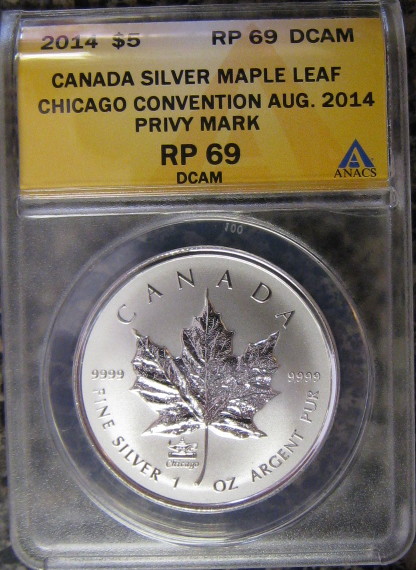 2014 $5 RP 69 DCAM
CANADA SILVER MAPLE LEAF
CHICAGO CONVENTION AUG. 2014
PRIVY MARK
RP 69
DCAM
ANACS
100
CANADA
9999 9999
FINE SILVER 1 OZ ARGENT PUR
Chicago